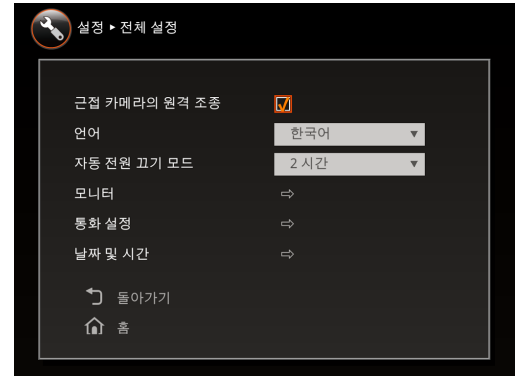 설정 ▸ 전체 설정
근접 카메라의 원격 조종
언어 한국어
자동 전원 끄기 모드 2 시간
모니터
통화 설정
날짜 및 시간
돌아가기
홈